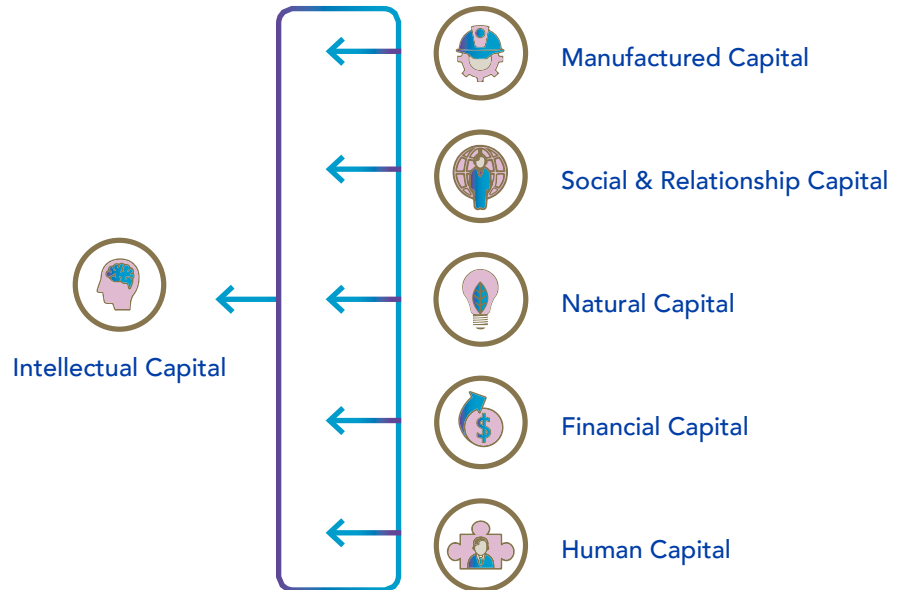 Manufactured Capital
Social & Relationship Capital
Natural Capital
Intellectual Capital
Financial Capital
Human Capital
$